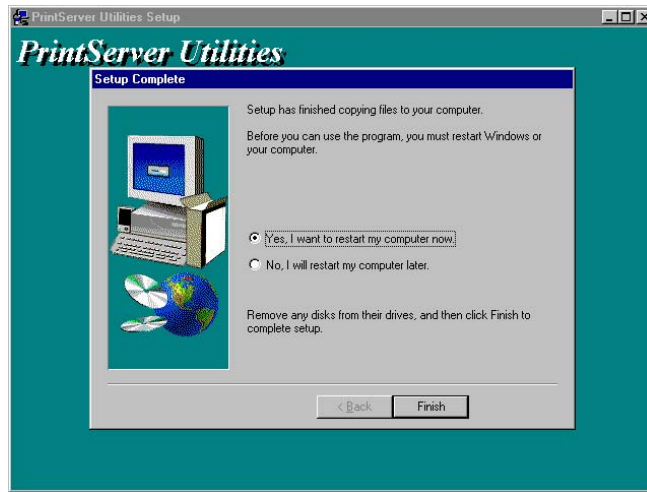 PrintServer Utilities Setup
PrintServer Utilities
Setup Complete
Setup has finished copying files to your computer.
Before you can use the program, you must restart Windows or
your computer.
Yes, I want to restart my computer now.
No, I will restart my computer later.
Remove any disks from their drives, and then click Finish to
complete setup.
< Back
Finish